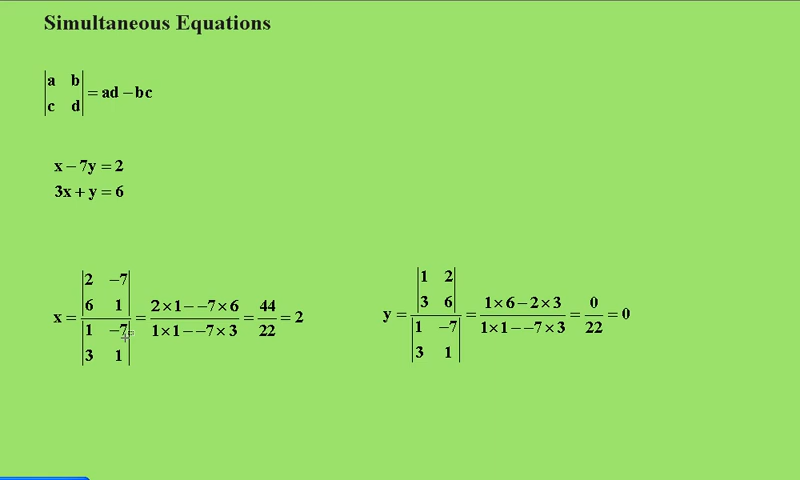 Simultaneous Equations
|a b|
|c d| = ad − bc
x − 7y = 2
3x + y = 6
x = |2 −7; 6 1| / |1 −7; 3 1| = (2×1 − −7×6) / (1×1 − −7×3) = 44/22 = 2
y = |1 2; 3 6| / |1 −7; 3 1| = (1×6 − 2×3) / (1×1 − −7×3) = 0/22 = 0